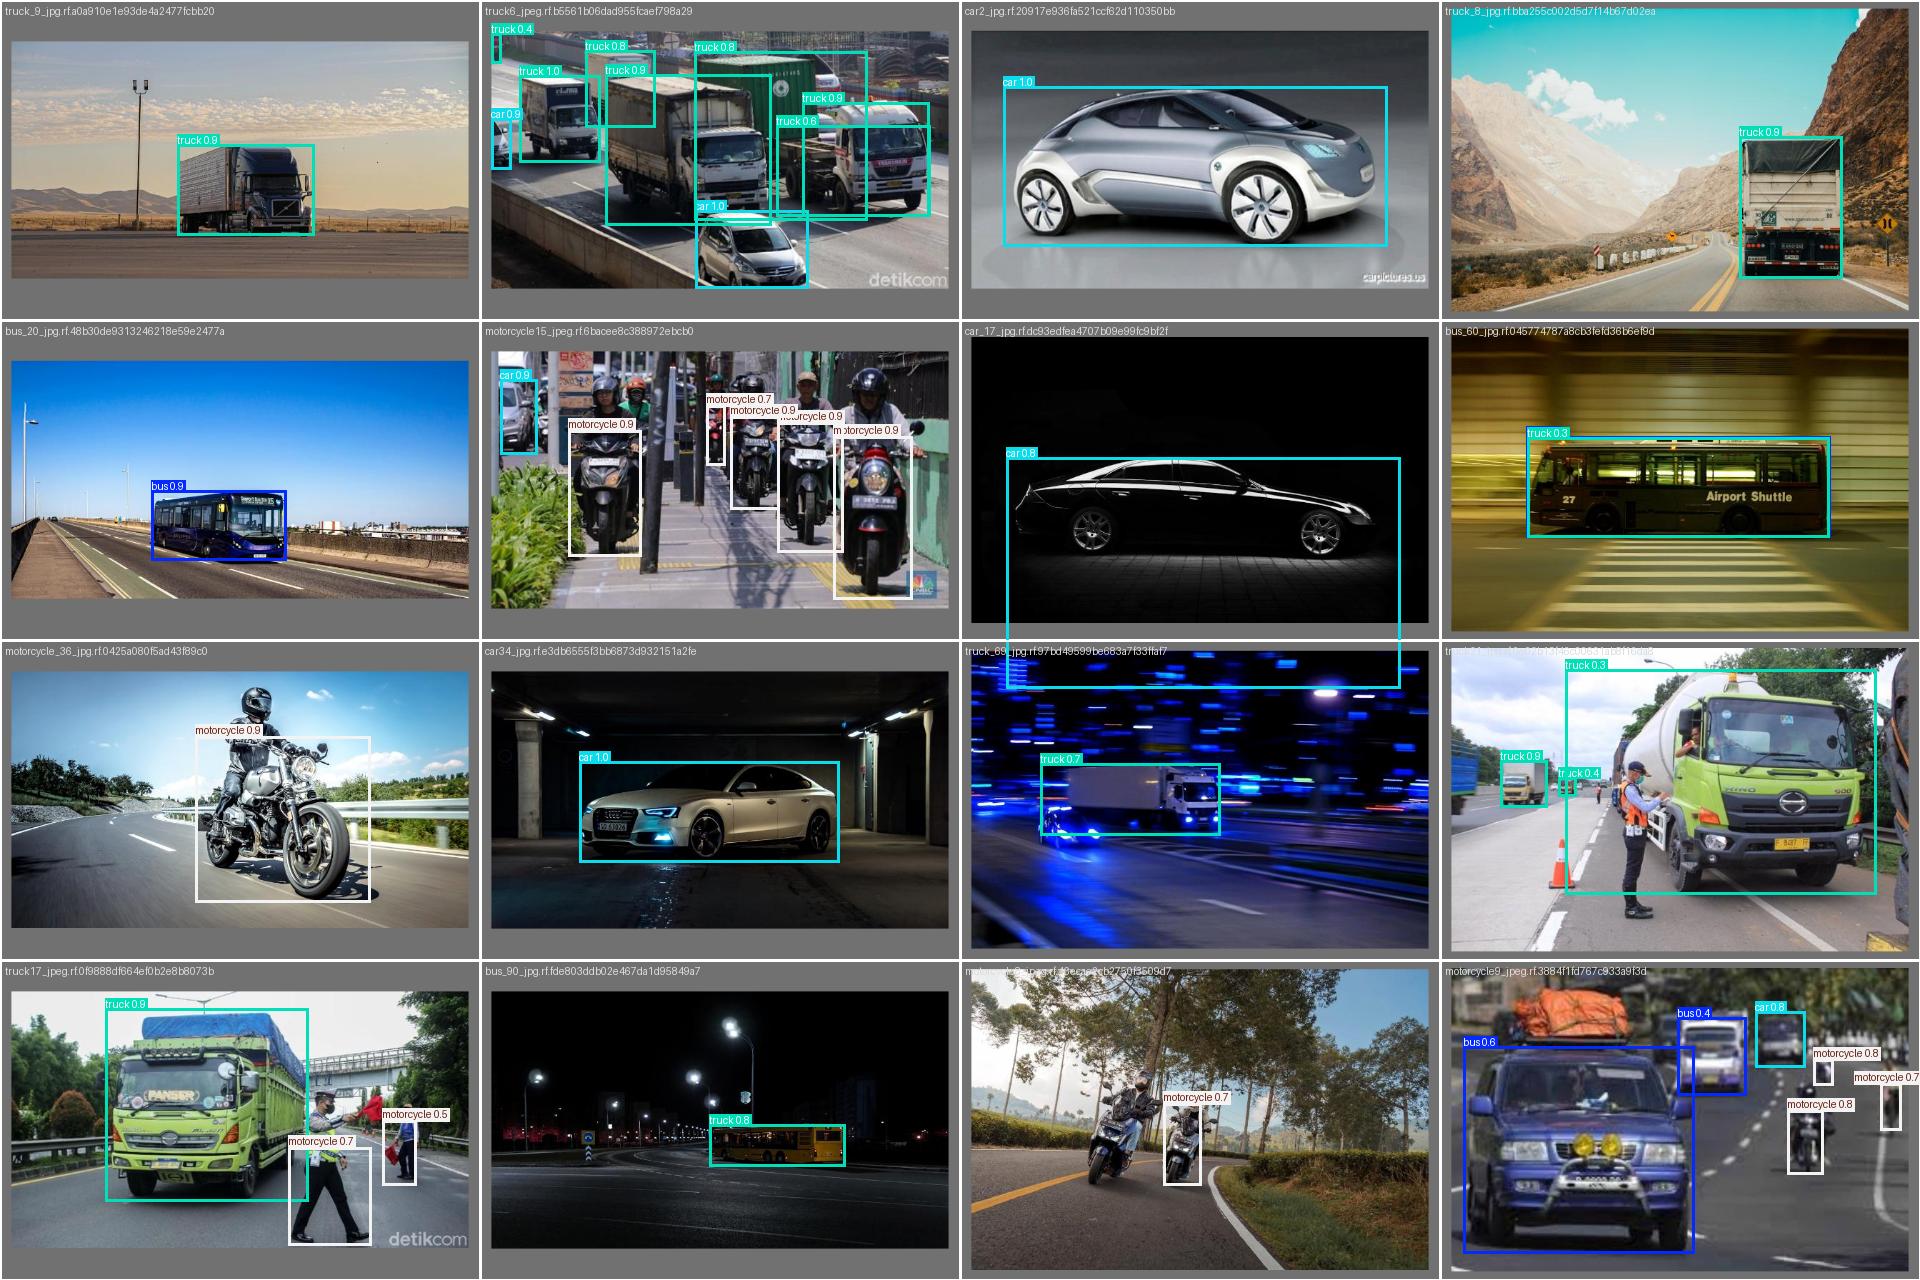 truck_9_jpg.rf.a0a910e1e93de4a2477fcbb20
truck 0.9
truck6_jpeg.rf.b5561b06dad955fcaef798a29
truck 0.4
truck 0.8
truck 0.8
truck 1.0
truck 0.9
truck 0.9
car 0.9
truck 0.6
car 1.0
detikcom
car2_jpg.rf.20917e936fa521ccf62d110350bb
car 1.0
carpictures.us
truck_8_jpg.rf.bba255c002d5d7f14b67d02ea
truck 0.9
bus_20_jpg.rf.48b30de9313246218e59e2477a
bus 0.9
motorcycle15_jpeg.rf.6bacee8c388972ebcb0
car 0.9
motorcycle 0.7
motorcycle 0.9
motorcycle 0.9
motorcycle 0.9
car_17_jpg.rf.dc93edfea4707b09e99fc9bf2f
car 0.8
bus_60_jpg.rf.045774787a8cb3fefd36b6ef9d
truck 0.3
27
Airport Shuttle
motorcycle_36_jpg.rf.0425a080f5ad43f89c0
motorcycle 0.9
car34_jpg.rf.e3db6555f3bb6873d932151a2fe
car 1.0
truck_69_jpg.rf.97bd49599be683a7f33ffaf7
truck 0.7
truck 0.3
truck 0.9
truck 0.4
HINO
500
truck17_jpeg.rf.0f9888df664ef0b2e8b8073b
truck 0.9
PANSER
motorcycle 0.5
motorcycle 0.7
detikcom
bus_90_jpg.rf.fde803ddb02e467da1d95849a7
truck 0.8
motorcycle 0.7
motorcycle9_jpeg.rf.3884f1fd767c933a9f3d
bus 0.4
car 0.8
bus 0.6
motorcycle 0.8
motorcycle 0.7
motorcycle 0.8